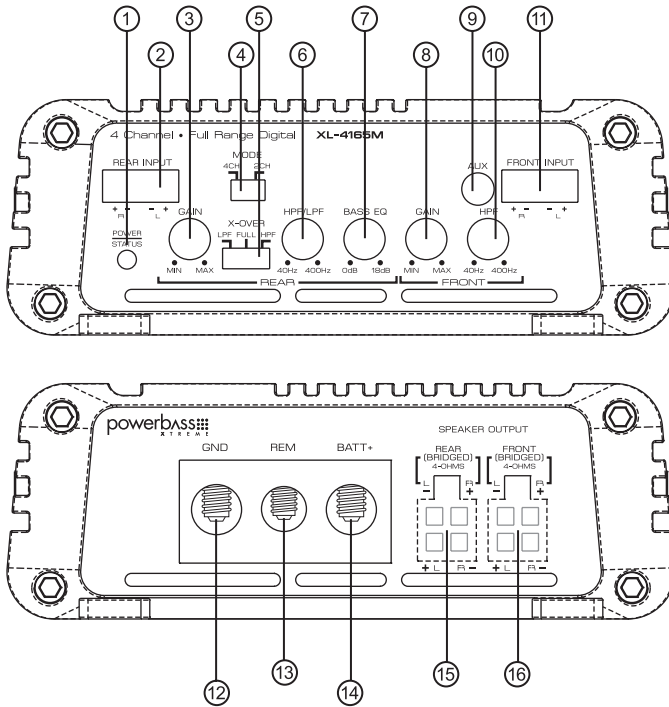 1 3 4 5 6 7 8 9 10 11
2
4 Channel • Full Range Digital XL-4165M
REAR INPUT MODE AUX FRONT INPUT
4CH 2CH
+ - - + + - - +
R L R L
GAIN X-OVER HPF/LPF BASS EQ GAIN HPF
POWER
STATUS
LPF FULL HPF
MIN MAX 40Hz 400Hz 0dB 18dB MIN MAX 40Hz 400Hz
REAR FRONT
powerbass
XTREME
SPEAKER OUTPUT
GND REM BATT+
REAR FRONT
(BRIDGED) (BRIDGED)
4-OHMS 4-OHMS
L R L R
- + - +
+ L R - + L R -
12 13 14 15 16